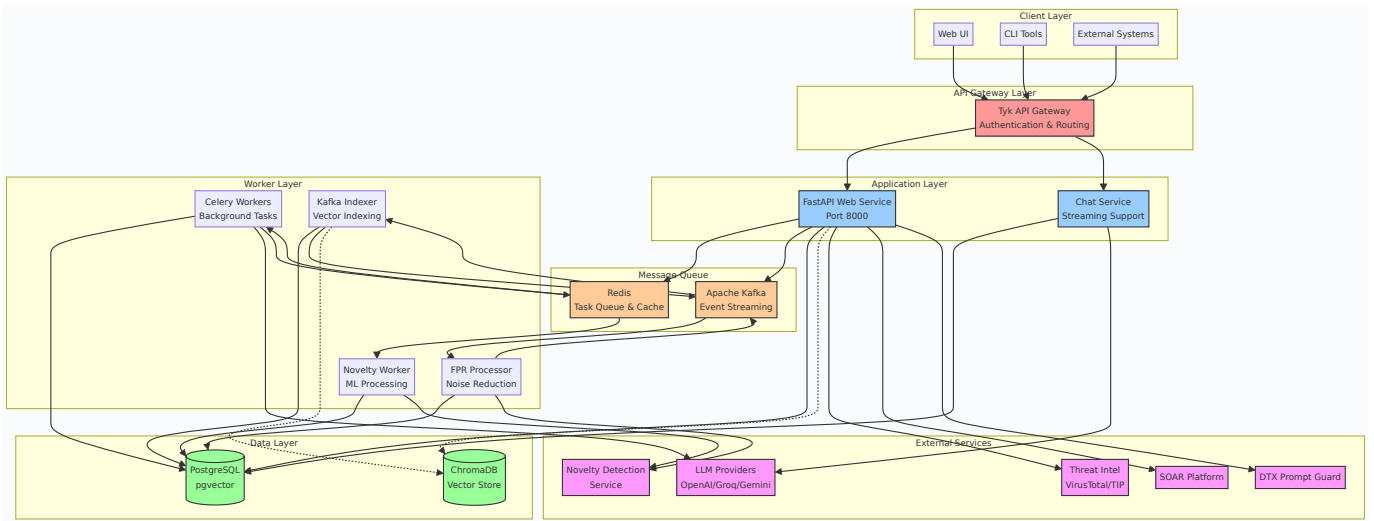 Client Layer
Web UI
CLI Tools
External Systems
API Gateway Layer
Tyk API Gateway
Authentication & Routing
Worker Layer
Celery Workers
Background Tasks
Kafka Indexer
Vector Indexing
Application Layer
FastAPI Web Service
Port 8000
Chat Service
Streaming Support
Message Queue
Redis
Task Queue & Cache
Apache Kafka
Event Streaming
Novelty Worker
ML Processing
FPR Processor
Noise Reduction
Data Layer
PostgreSQL
pgvector
ChromaDB
Vector Store
External Services
Novelty Detection
Service
LLM Providers
OpenAI/Groq/Gemini
Threat Intel
VirusTotal/TIP
SOAR Platform
DTX Prompt Guard